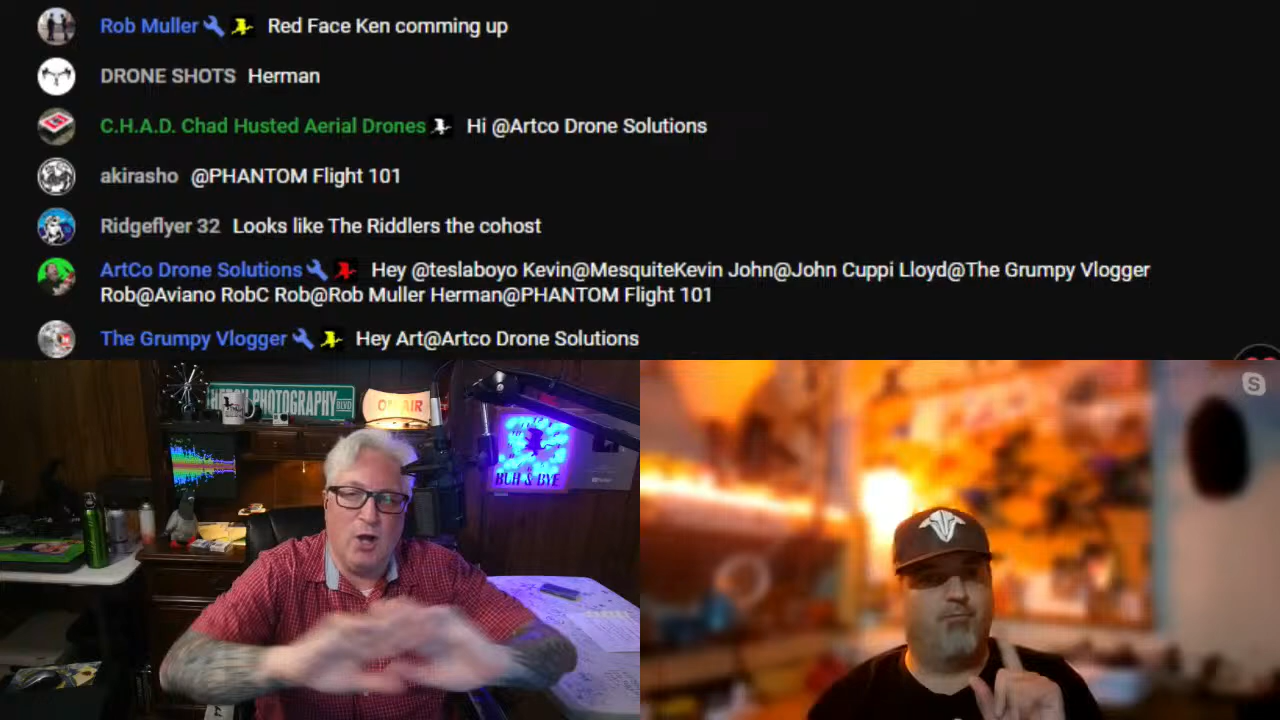 Rob Muller Red Face Ken comming up
DRONE SHOTS Herman
C.H.A.D. Chad Husted Aerial Drones Hi @Artco Drone Solutions
akirasho @PHANTOM Flight 101
Ridgeflyer 32 Looks like The Riddlers the cohost
ArtCo Drone Solutions Hey @teslaboyo Kevin@MesquiteKevin John@John Cuppi Lloyd@The Grumpy Vlogger
Rob@Aviano RobC Rob@Rob Muller Herman@PHANTOM Flight 101
The Grumpy Vlogger Hey Art@Artco Drone Solutions
PHOTOGRAPHY BLVD
ON AIR
BUH & BYE
S